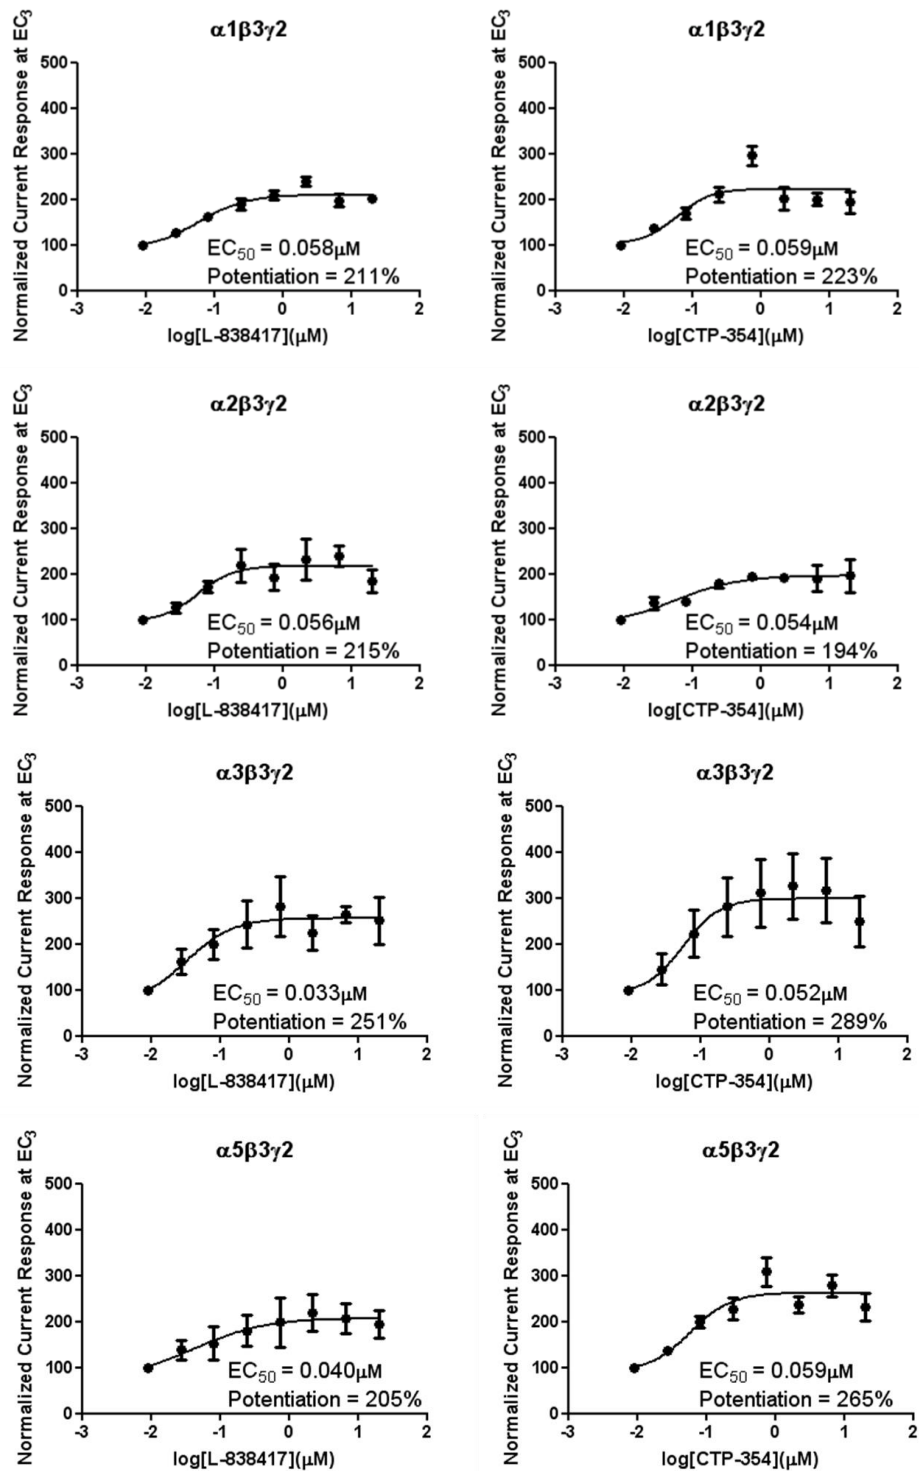 α1β3γ2
Normalized Current Response at EC3
500
400
300
200
100
0
EC50 = 0.058μM
Potentiation = 211%
-3 -2 -1 0 1 2
log[L-838417](μM)
α1β3γ2
Normalized Current Response at EC3
500
400
300
200
100
0
EC50 = 0.059μM
Potentiation = 223%
-3 -2 -1 0 1 2
log[CTP-354](μM)
α2β3γ2
Normalized Current Response at EC3
500
400
300
200
100
0
EC50 = 0.056μM
Potentiation = 215%
-3 -2 -1 0 1 2
log[L-838417](μM)
α2β3γ2
Normalized Current Response at EC3
500
400
300
200
100
0
EC50 = 0.054μM
Potentiation = 194%
-3 -2 -1 0 1 2
log[CTP-354](μM)
α3β3γ2
Normalized Current Response at EC3
500
400
300
200
100
0
EC50 = 0.033μM
Potentiation = 251%
-3 -2 -1 0 1 2
log[L-838417](μM)
α3β3γ2
Normalized Current Response at EC3
500
400
300
200
100
0
EC50 = 0.052μM
Potentiation = 289%
-3 -2 -1 0 1 2
log[CTP-354](μM)
α5β3γ2
Normalized Current Response at EC3
500
400
300
200
100
0
EC50 = 0.040μM
Potentiation = 205%
-3 -2 -1 0 1 2
log[L-838417](μM)
α5β3γ2
Normalized Current Response at EC3
500
400
300
200
100
0
EC50 = 0.059μM
Potentiation = 265%
-3 -2 -1 0 1 2
log[CTP-354](μM)